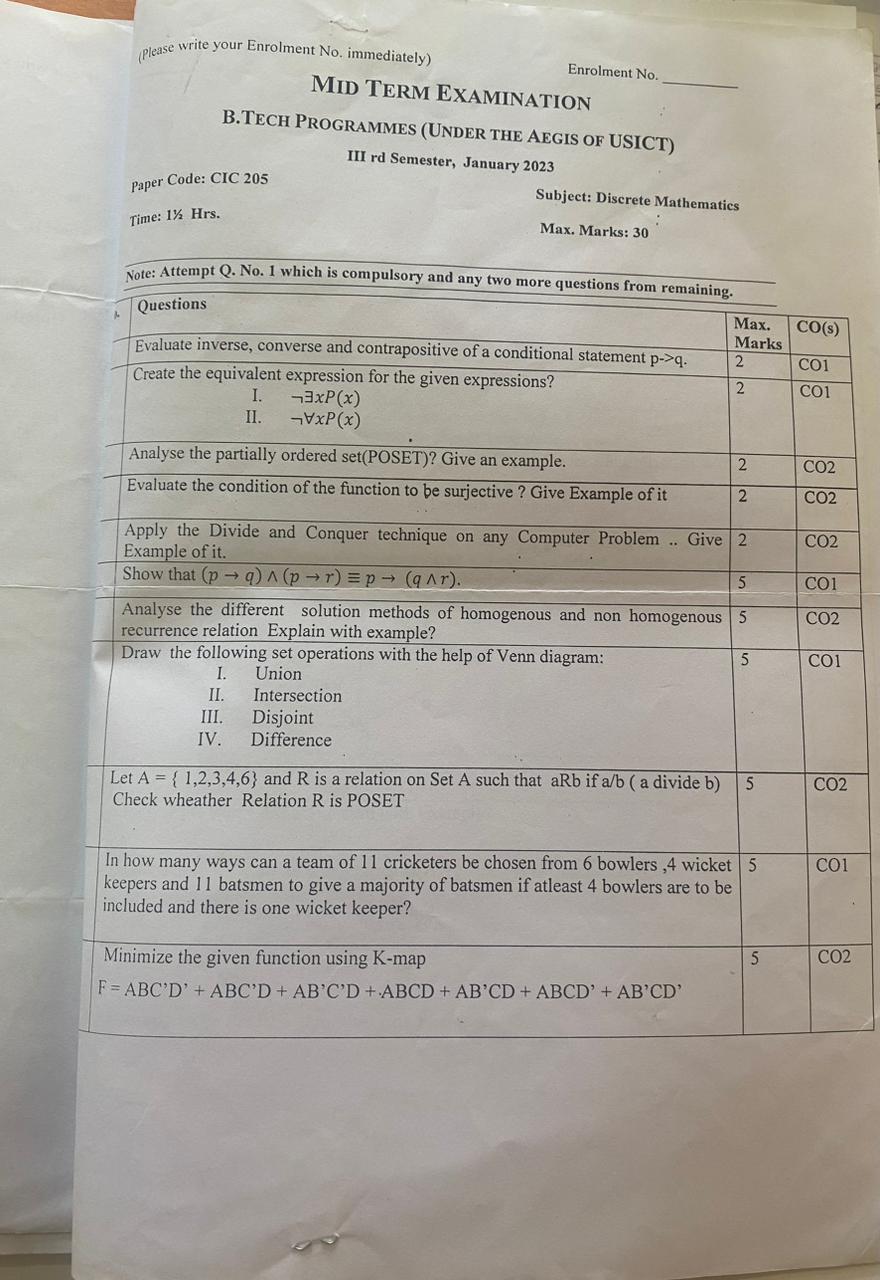 (Please write your Enrolment No. immediately)
Enrolment No. ________
MID TERM EXAMINATION
B.TECH PROGRAMMES (UNDER THE AEGIS OF USICT)
III rd Semester, January 2023
Paper Code: CIC 205
Subject: Discrete Mathematics
Time: 1½ Hrs.
Max. Marks: 30
Note: Attempt Q. No. 1 which is compulsory and any two more questions from remaining.
Questions
Max. Marks
CO(s)
Evaluate inverse, converse and contrapositive of a conditional statement p->q.
2
CO1
Create the equivalent expression for the given expressions?
2
CO1
I. ¬∃xP(x)
II. ¬∀xP(x)
Analyse the partially ordered set(POSET)? Give an example.
2
CO2
Evaluate the condition of the function to be surjective ? Give Example of it
2
CO2
Apply the Divide and Conquer technique on any Computer Problem .. Give
2
CO2
Example of it.
Show that (p → q) ∧ (p → r) ≡ p → (q ∧ r).
5
CO1
Analyse the different solution methods of homogenous and non homogenous
5
CO2
recurrence relation Explain with example?
Draw the following set operations with the help of Venn diagram:
5
CO1
I. Union
II. Intersection
III. Disjoint
IV. Difference
Let A = { 1,2,3,4,6} and R is a relation on Set A such that aRb if a/b ( a divide b)
5
CO2
Check wheather Relation R is POSET
In how many ways can a team of 11 cricketers be chosen from 6 bowlers ,4 wicket
5
CO1
keepers and 11 batsmen to give a majority of batsmen if atleast 4 bowlers are to be
included and there is one wicket keeper?
Minimize the given function using K-map
5
CO2
F = ABC'D' + ABC'D + AB'C'D + ABCD + AB'CD + ABCD' + AB'CD'